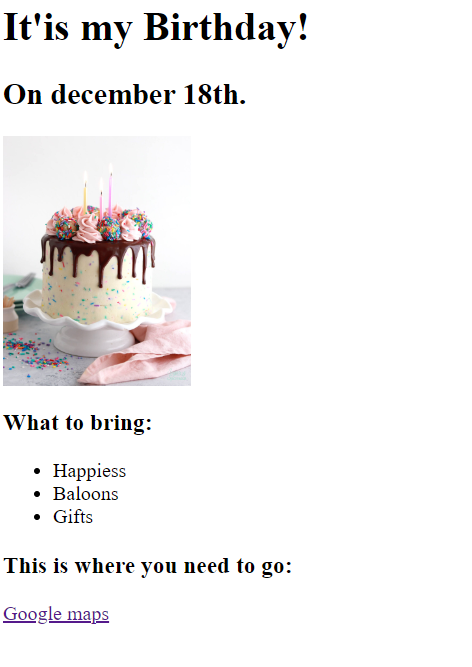 It'is my Birthday!
On december 18th.
What to bring:
Happiess
Baloons
Gifts
This is where you need to go:
Google maps